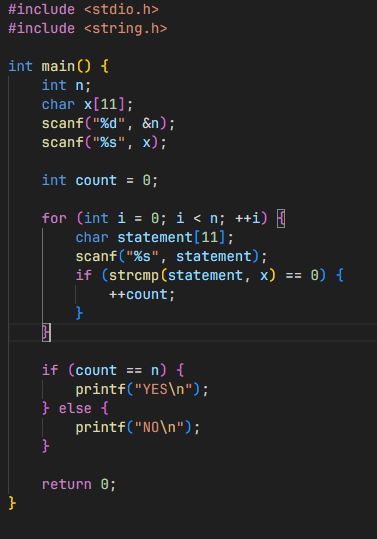 #include <stdio.h>
#include <string.h>
int main() {
int n;
char x[11];
scanf("%d", &n);
scanf("%s", x);
int count = 0;
for (int i = 0; i < n; ++i) {
char statement[11];
scanf("%s", statement);
if (strcmp(statement, x) == 0) {
++count;
}
}
if (count == n) {
printf("YES\n");
} else {
printf("NO\n");
}
return 0;
}